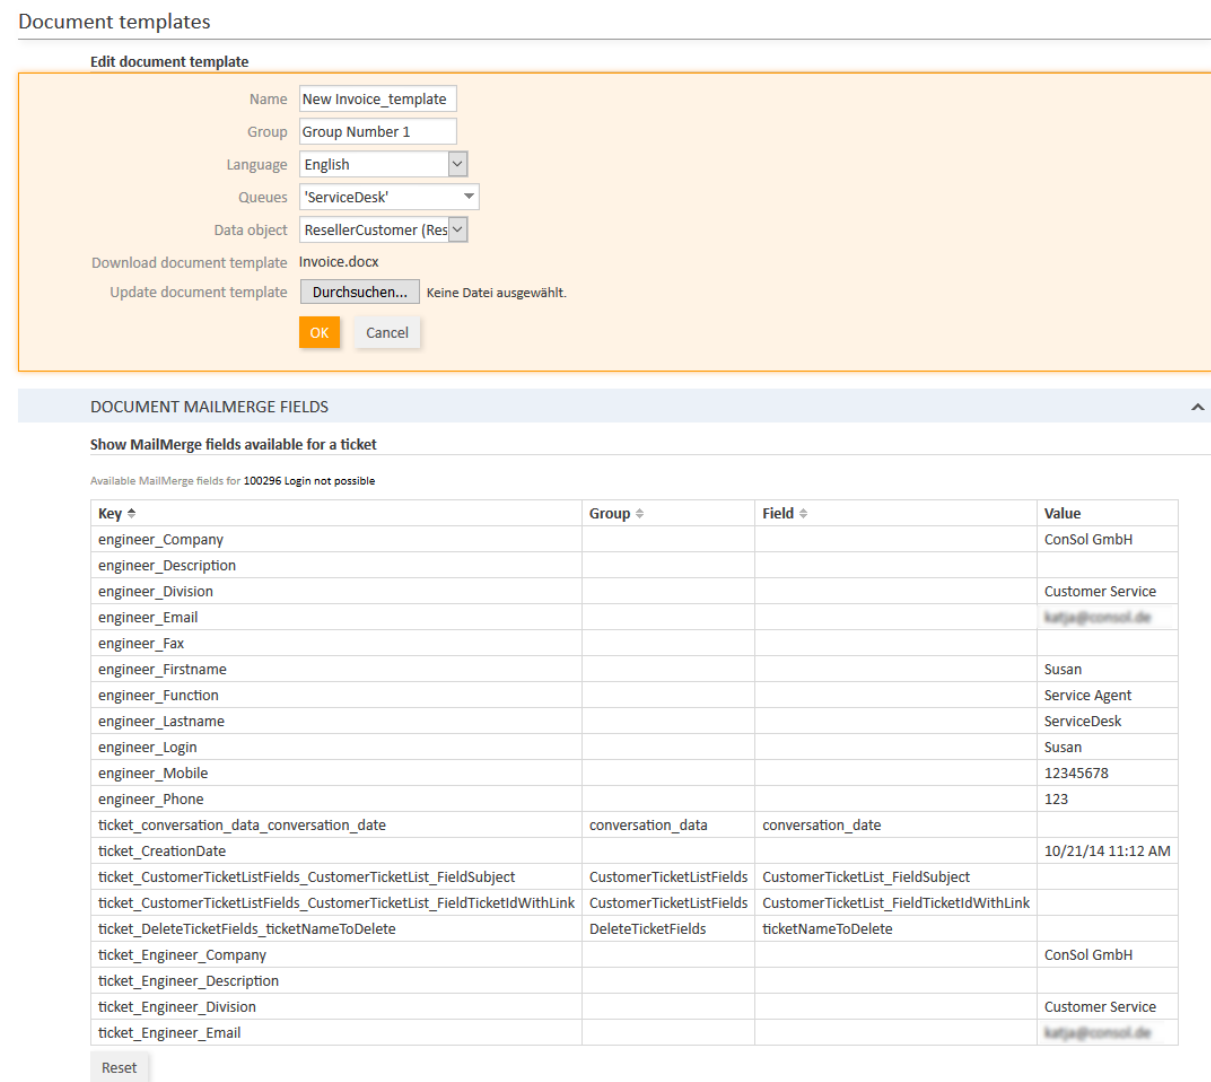 Document templates
Edit document template
Name New Invoice_template
Group Group Number 1
Language English
Queues 'ServiceDesk'
Data object ResellerCustomer (Res
Download document template Invoice.docx
Update document template Durchsuchen... Keine Datei ausgewählt.
OK Cancel
DOCUMENT MAILMERGE FIELDS
Show MailMerge fields available for a ticket
Available MailMerge fields for 100296 Login not possible
Key Group Field Value
engineer_Company ConSol GmbH
engineer_Description
engineer_Division Customer Service
engineer_Email
engineer_Fax
engineer_Firstname Susan
engineer_Function Service Agent
engineer_Lastname ServiceDesk
engineer_Login Susan
engineer_Mobile 12345678
engineer_Phone 123
ticket_conversation_data_conversation_date conversation_data conversation_date
ticket_CreationDate 10/21/14 11:12 AM
ticket_CustomerTicketListFields_CustomerTicketList_FieldSubject CustomerTicketListFields CustomerTicketList_FieldSubject
ticket_CustomerTicketListFields_CustomerTicketList_FieldTicketIdWithLink CustomerTicketListFields CustomerTicketList_FieldTicketIdWithLink
ticket_DeleteTicketFields_ticketNameToDelete DeleteTicketFields ticketNameToDelete
ticket_Engineer_Company ConSol GmbH
ticket_Engineer_Description
ticket_Engineer_Division Customer Service
ticket_Engineer_Email
Reset